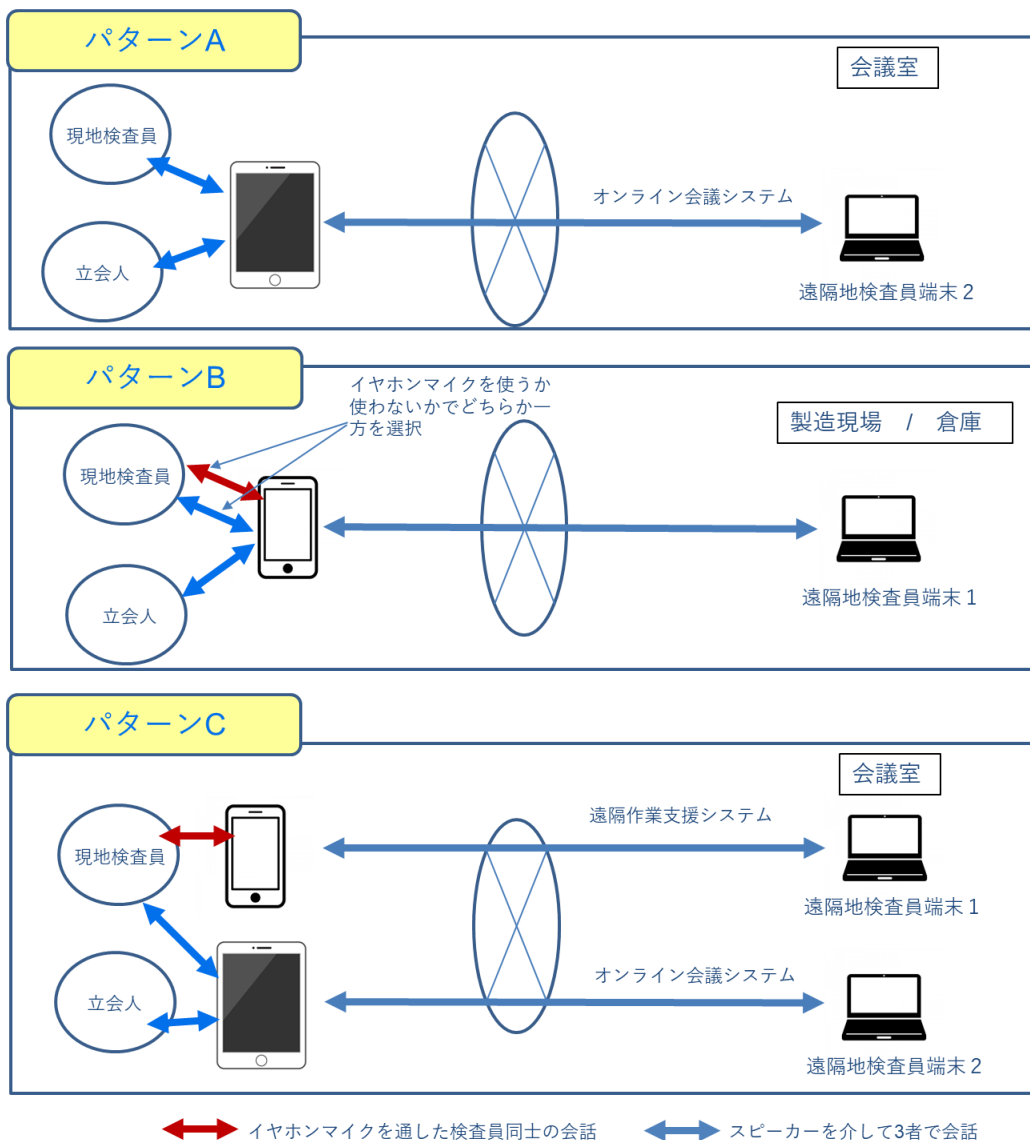 パターンA
会議室
現地検査員
オンライン会議システム
立会人
遠隔地検査員端末2
パターンB
イヤホンマイクを使うか
使わないかでどちらか一
方を選択
製造現場 / 倉庫
現地検査員
立会人
遠隔地検査員端末1
パターンC
会議室
遠隔作業支援システム
現地検査員
遠隔地検査員端末1
オンライン会議システム
立会人
遠隔地検査員端末2
イヤホンマイクを通した検査員同士の会話
スピーカーを介して3者で会話